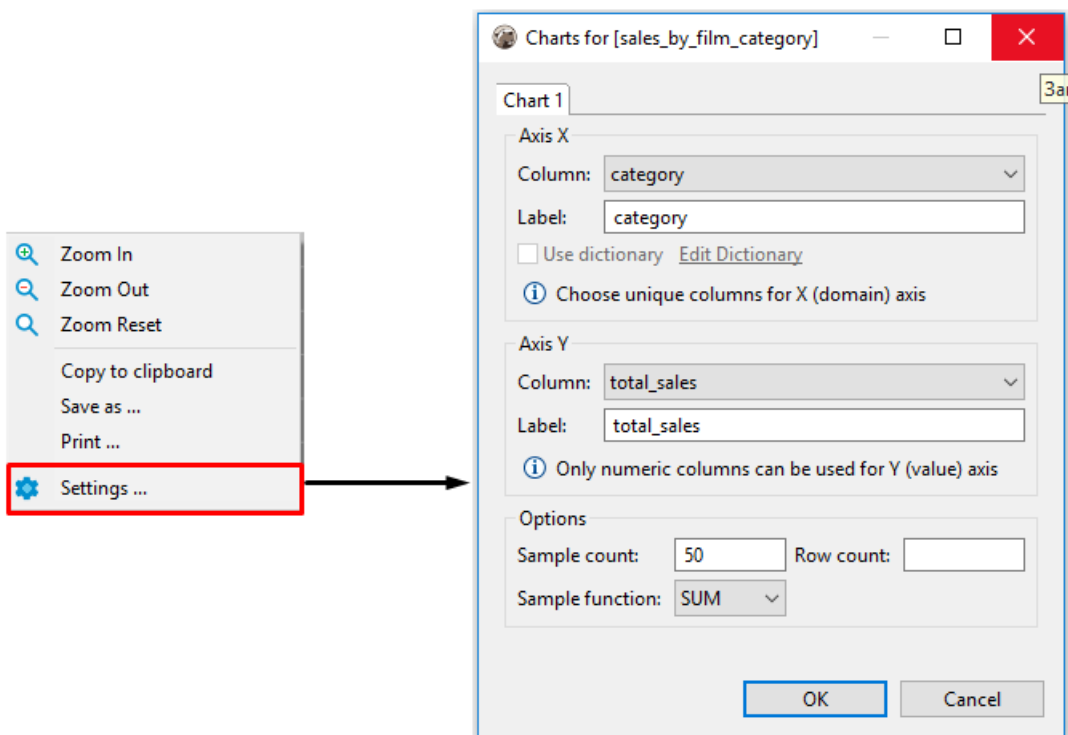 Charts for [sales_by_film_category]
Chart 1
Axis X
Column: category
Label: category
Use dictionary Edit Dictionary
Choose unique columns for X (domain) axis
Axis Y
Column: total_sales
Label: total_sales
Only numeric columns can be used for Y (value) axis
Options
Sample count: 50 Row count:
Sample function: SUM
OK Cancel
Zoom In
Zoom Out
Zoom Reset
Copy to clipboard
Save as ...
Print ...
Settings ...